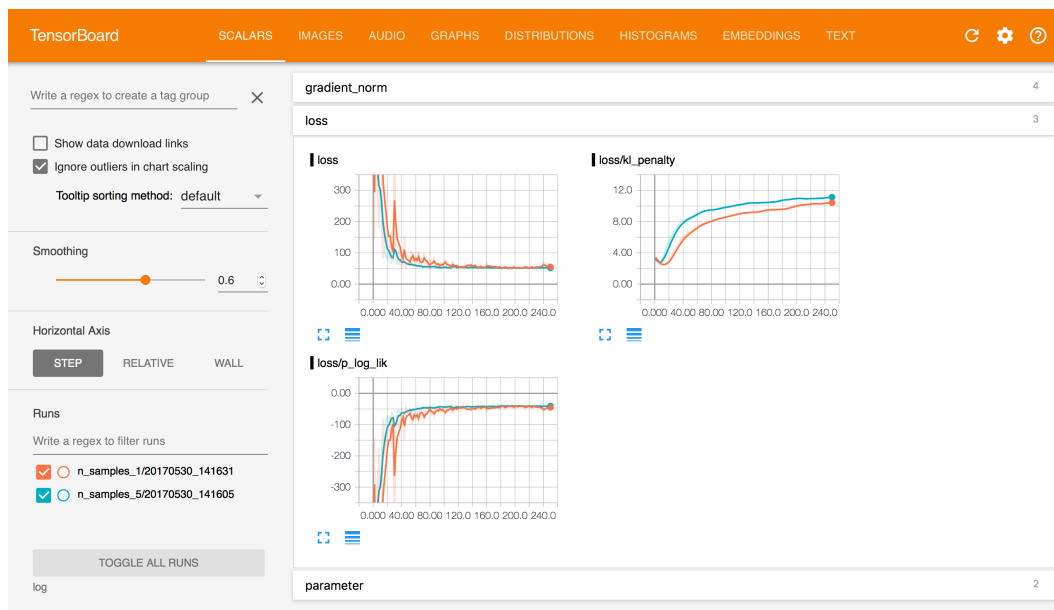 TensorBoard SCALARS IMAGES AUDIO GRAPHS DISTRIBUTIONS HISTOGRAMS EMBEDDINGS TEXT
Write a regex to create a tag group
Show data download links
Ignore outliers in chart scaling
Tooltip sorting method: default
Smoothing
0.6
Horizontal Axis
STEP RELATIVE WALL
Runs
Write a regex to filter runs
n_samples_1/20170530_141631
n_samples_5/20170530_141605
TOGGLE ALL RUNS
log
gradient_norm 4
loss 3
loss
300
200
100
0.00
0.000 40.00 80.00 120.0 160.0 200.0 240.0
loss/kl_penalty
12.0
8.00
4.00
0.00
0.000 40.00 80.00 120.0 160.0 200.0 240.0
loss/p_log_lik
0.00
-100
-200
-300
0.000 40.00 80.00 120.0 160.0 200.0 240.0
parameter 2